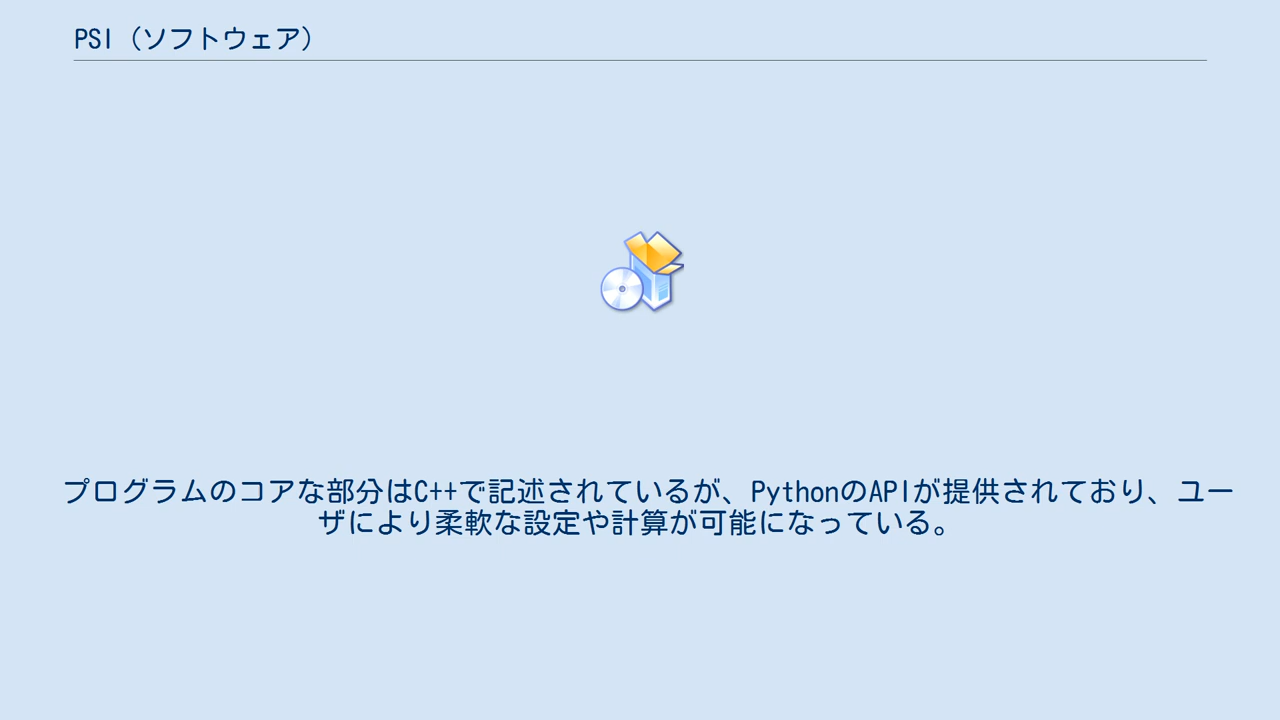 PSI（ソフトウェア）
プログラムのコアな部分はC++で記述されているが、PythonのAPIが提供されており、ユー
ザにより柔軟な設定や計算が可能になっている。